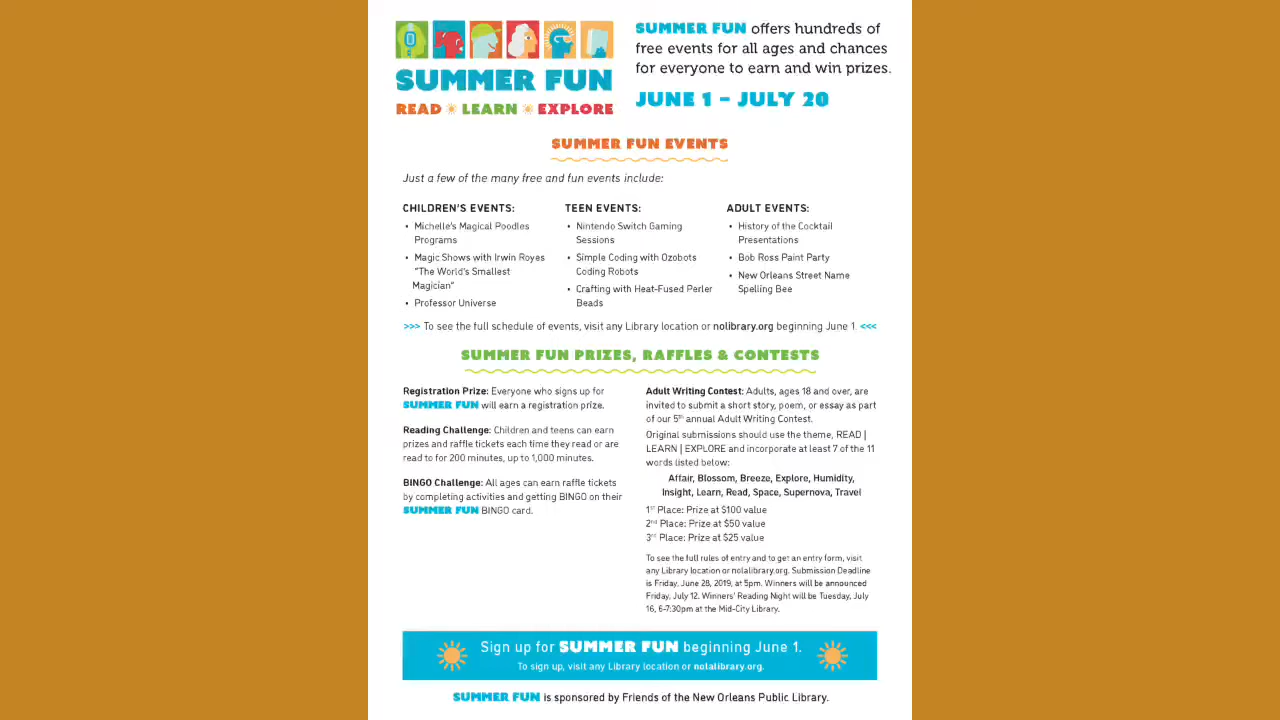 SUMMER FUN
READ LEARN EXPLORE
SUMMER FUN offers hundreds of
free events for all ages and chances
for everyone to earn and win prizes.
JUNE 1 – JULY 20
SUMMER FUN EVENTS
Just a few of the many free and fun events include:
CHILDREN'S EVENTS:
• Michelle's Magical Poodles
Programs
• Magic Shows with Irwin Royes
"The World's Smallest
Magician"
• Professor Universe
TEEN EVENTS:
• Nintendo Switch Gaming
Sessions
• Simple Coding with Ozobots
Coding Robots
• Crafting with Heat-Fused Perler
Beads
ADULT EVENTS:
• History of the Cocktail
Presentations
• Bob Ross Paint Party
• New Orleans Street Name
Spelling Bee
>>> To see the full schedule of events, visit any Library location or nolibrary.org beginning June 1. <<<
SUMMER FUN PRIZES, RAFFLES & CONTESTS
Registration Prize: Everyone who signs up for
SUMMER FUN will earn a registration prize.
Reading Challenge: Children and teens can earn
prizes and raffle tickets each time they read or are
read to for 200 minutes, up to 1,000 minutes.
BINGO Challenge: All ages can earn raffle tickets
by completing activities and getting BINGO on their
SUMMER FUN BINGO card.
Adult Writing Contest: Adults, ages 18 and over, are
invited to submit a short story, poem, or essay as part
of our 5th annual Adult Writing Contest.
Original submissions should use the theme, READ |
LEARN | EXPLORE and incorporate at least 7 of the 11
words listed below:
Affair, Blossom, Breeze, Explore, Humidity,
Insight, Learn, Read, Space, Supernova, Travel
1st Place: Prize at $100 value
2nd Place: Prize at $50 value
3rd Place: Prize at $25 value
To see the full rules of entry and to get an entry form, visit
any Library location or nolalibrary.org. Submission Deadline
is Friday, June 28, 2019, at 5pm. Winners will be announced
Friday, July 12. Winners' Reading Night will be Tuesday, July
16, 6-7:30pm at the Mid-City Library.
Sign up for SUMMER FUN beginning June 1.
To sign up, visit any Library location or nolalibrary.org.
SUMMER FUN is sponsored by Friends of the New Orleans Public Library.